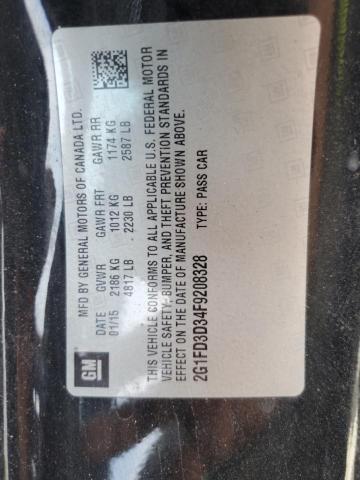 MFD BY GENERAL MOTORS OF CANADA LTD.
DATE GVWR GAWR FRT GAWR RR
01/15 2186 KG 1012 KG 1174 KG
4817 LB 2230 LB 2587 LB
THIS VEHICLE CONFORMS TO ALL APPLICABLE U.S. FEDERAL MOTOR
VEHICLE SAFETY, BUMPER, AND THEFT PREVENTION STANDARDS IN
EFFECT ON THE DATE OF MANUFACTURE SHOWN ABOVE.
2G1FD3D34F9208328 TYPE: PASS CAR
GM